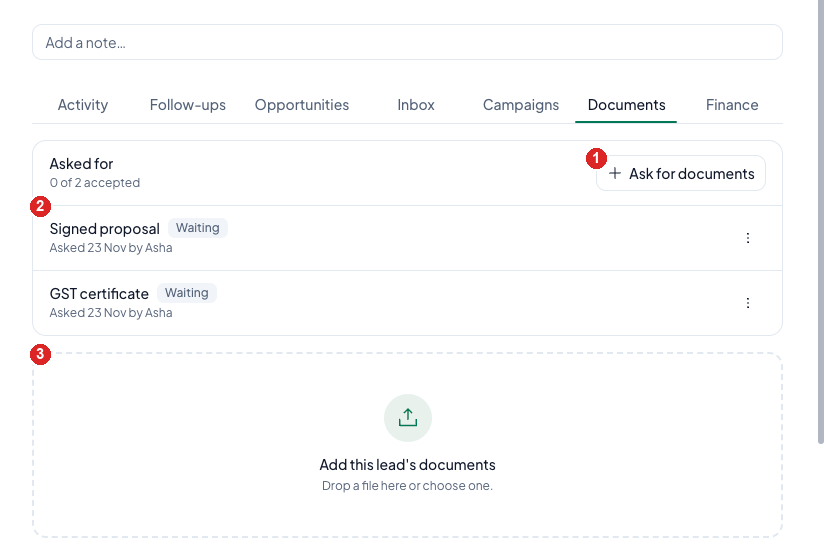 Add a note...
Activity Follow-ups Opportunities Inbox Campaigns Documents Finance
1
Asked for
+ Ask for documents
0 of 2 accepted
2
Signed proposal Waiting
Asked 23 Nov by Asha
GST certificate Waiting
Asked 23 Nov by Asha
3
Add this lead's documents
Drop a file here or choose one.